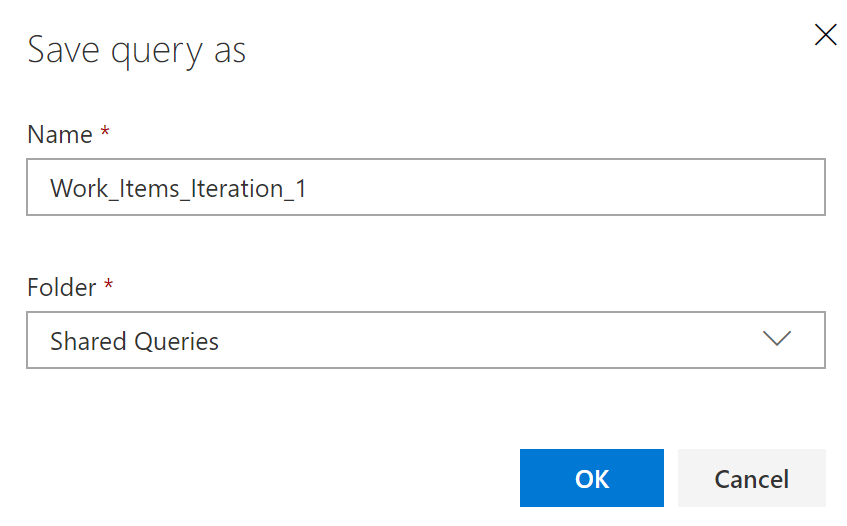 Save query as
Name *
Work_Items_Iteration_1
Folder *
Shared Queries
OK
Cancel